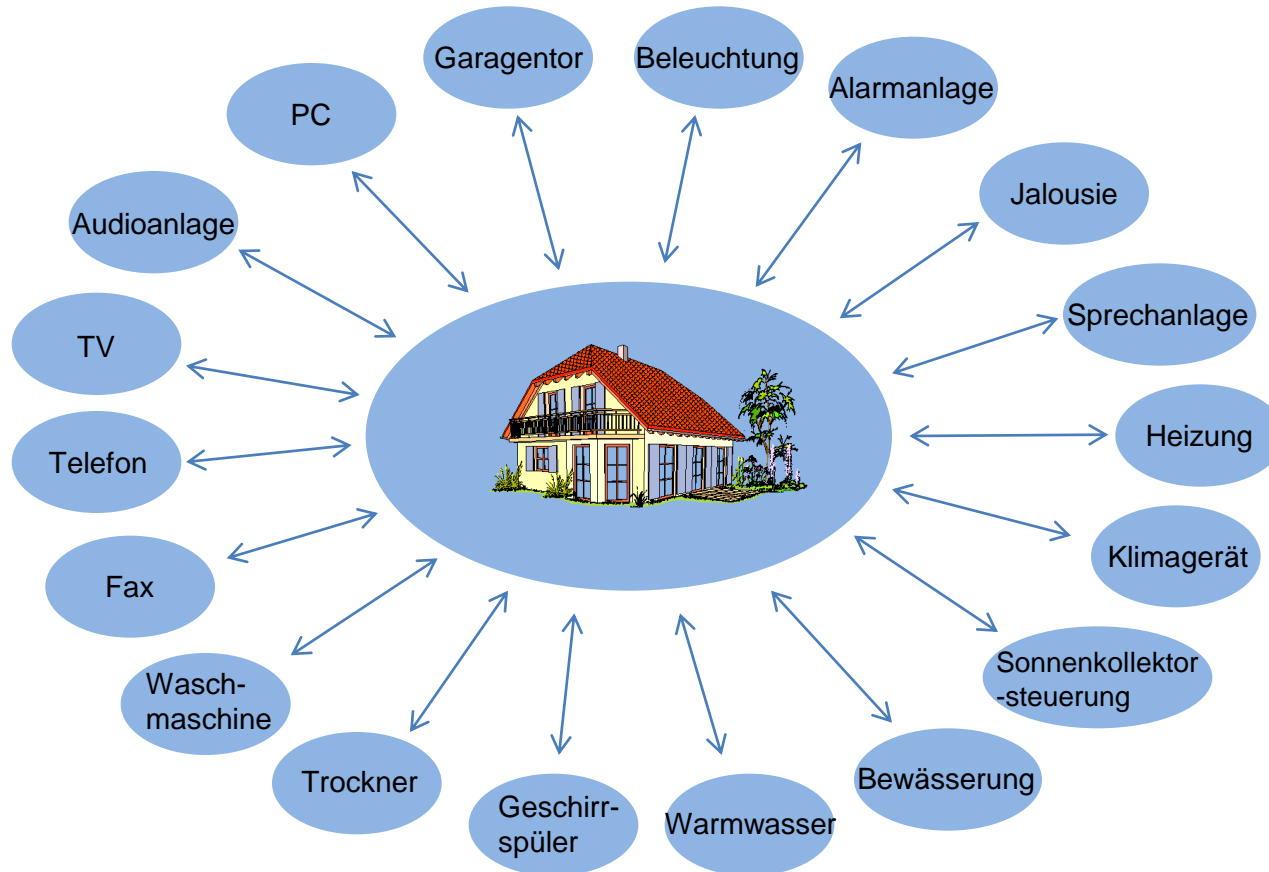 Garagentor
Beleuchtung
Alarmanlage
PC
Jalousie
Audioanlage
Sprechanlage
TV
Heizung
Telefon
Klimagerät
Fax
Sonnenkollektor
-steuerung
Wasch-
maschine
Bewässerung
Trockner
Geschirr-
spüler
Warmwasser